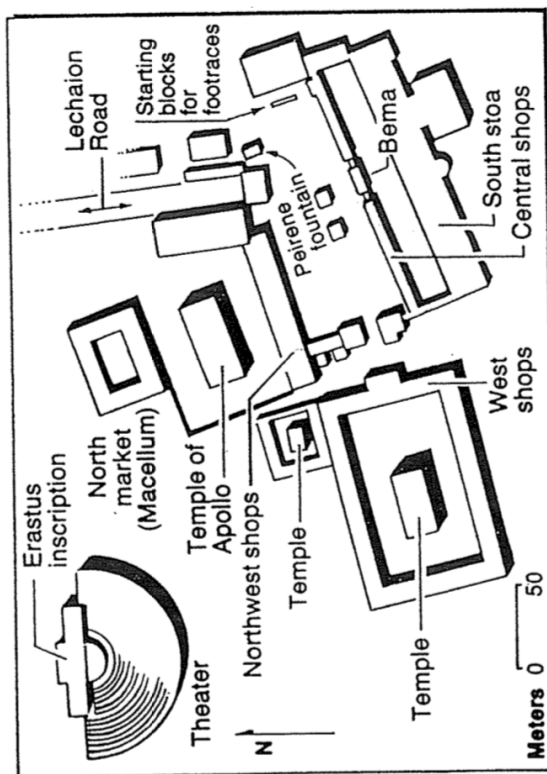 Erastus
inscription
Lechaion
Road
Starting
blocks
for
footraces
North
market
(Macellum)
Temple of
Apollo
Peirene
fountain
Northwest shops
Theater
Temple
Bema
Temple
West
shops
South stoa
Central shops
N
Meters 0 50